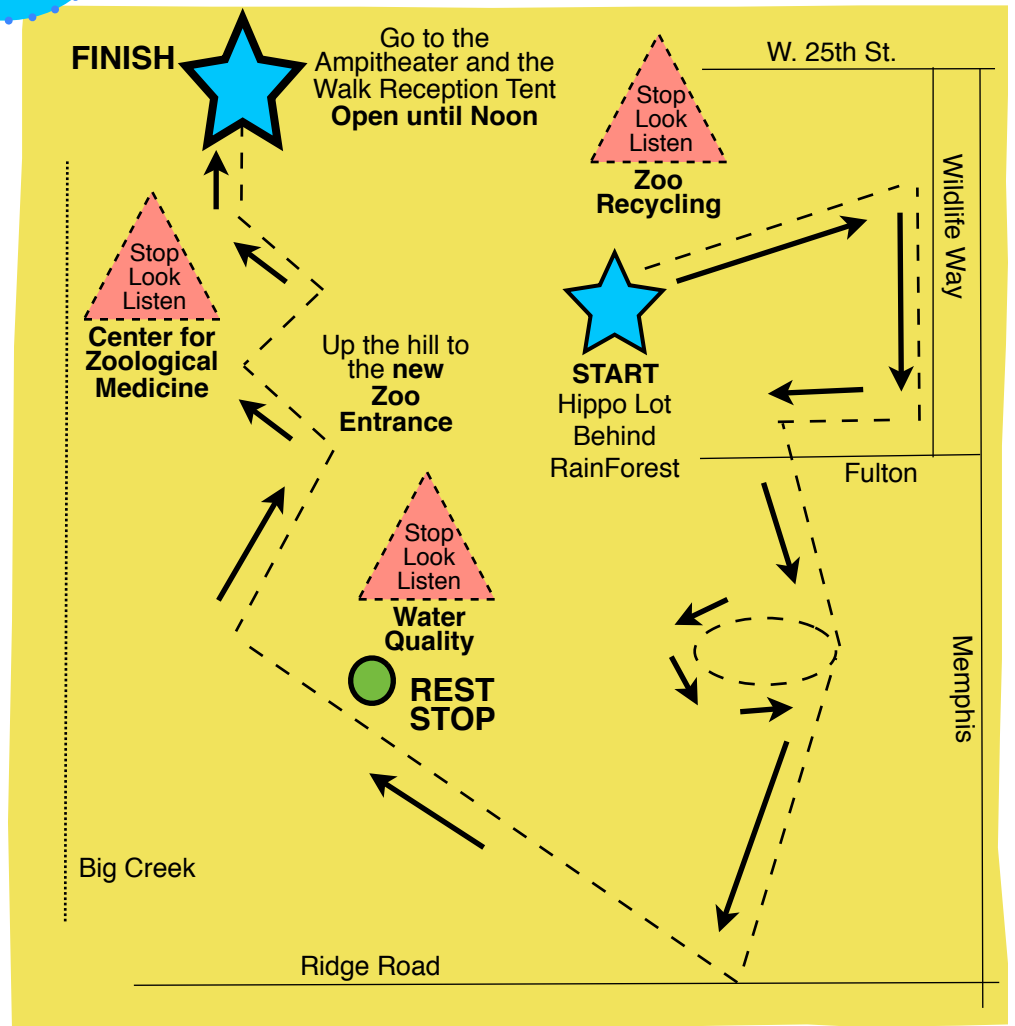 FINISH
Go to the
Ampitheater and the
Walk Reception Tent
Open until Noon
W. 25th St.
Stop
Look
Listen
Zoo
Recycling
Wildlife Way
Stop
Look
Listen
Center for
Zoological
Medicine
Up the hill to
the new
Zoo
Entrance
START
Hippo Lot
Behind
RainForest
Fulton
Stop
Look
Listen
Water
Quality
REST
STOP
Memphis
Big Creek
Ridge Road